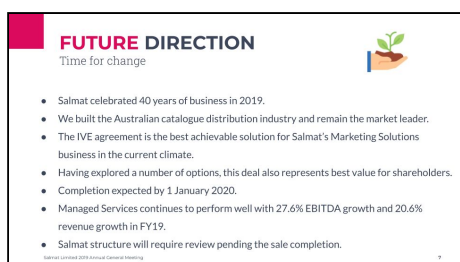 FUTURE DIRECTION
Time for change
● Salmat celebrated 40 years of business in 2019.
● We built the Australian catalogue distribution industry and remain the market leader.
● The IVE agreement is the best achievable solution for Salmat's Marketing Solutions
business in the current climate.
● Having explored a number of options, this deal also represents best value for shareholders.
● Completion expected by 1 January 2020.
● Managed Services continues to perform well with 27.6% EBITDA growth and 20.6%
revenue growth in FY19.
● Salmat structure will require review pending the sale completion.
Salmat Limited 2019 Annual General Meeting
7